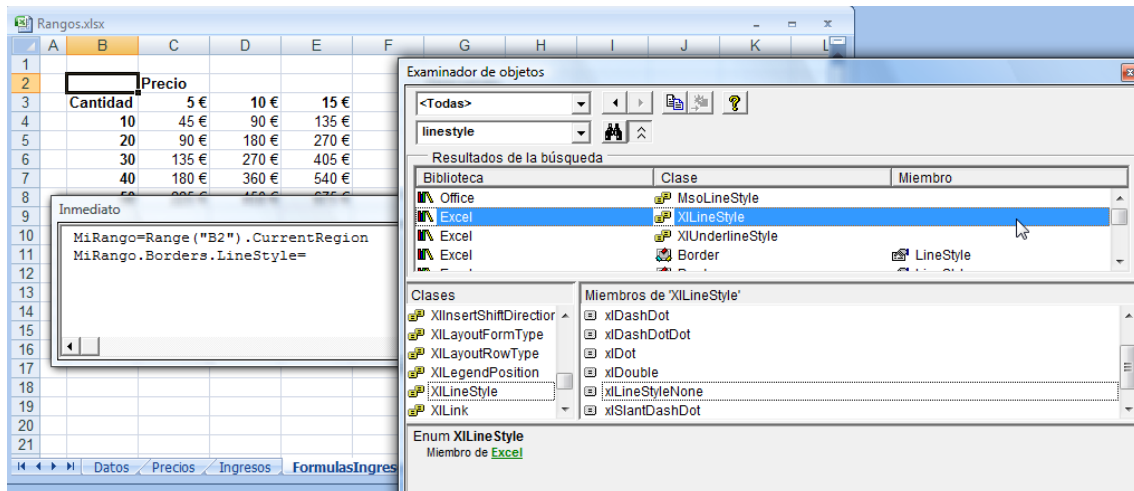 Rangos.xlsx
A B C D E F G H I J K L
1
2 Precio
3 Cantidad 5 € 10 € 15 €
4 10 45 € 90 € 135 €
5 20 90 € 180 € 270 €
6 30 135 € 270 € 405 €
7 40 180 € 360 € 540 €
8
9
10
11
12
13
14
15
16
17
18
19
20
21
Datos Precios Ingresos FormulasIngres
Inmediato
MiRango=Range("B2").CurrentRegion
MiRango.Borders.LineStyle=
Examinador de objetos
<Todas>
linestyle
Resultados de la búsqueda
Biblioteca Clase Miembro
Office MsoLineStyle
Excel XlLineStyle
Excel XlUnderlineStyle
Excel Border LineStyle
Clases
XlInsertShiftDirection
XlLayoutFormType
XlLayoutRowType
XlLegendPosition
XlLineStyle
XlLink
Miembros de 'XlLineStyle'
xlDashDot
xlDashDotDot
xlDot
xlDouble
xlLineStyleNone
xlSlantDashDot
Enum XlLineStyle
Miembro de Excel